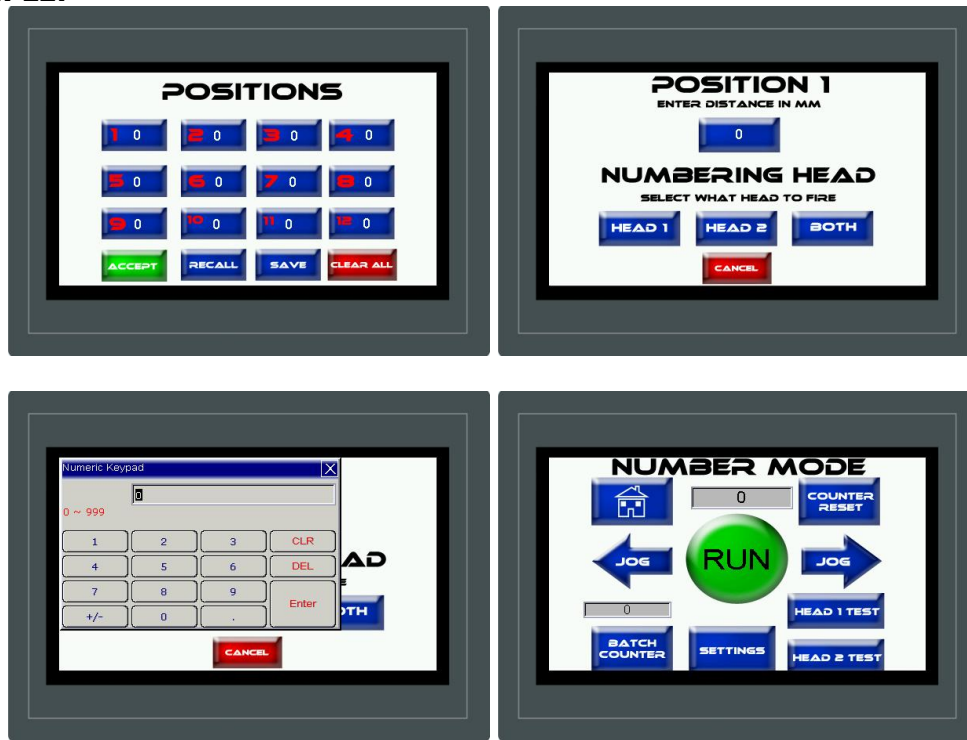 POSITIONS
1 0 2 0 3 0 4 0
5 0 6 0 7 0 8 0
9 0 10 0 11 0 12 0
ACCEPT RECALL SAVE CLEAR ALL
POSITION 1
ENTER DISTANCE IN MM
0
NUMBERING HEAD
SELECT WHAT HEAD TO FIRE
HEAD 1 HEAD 2 BOTH
CANCEL
Numeric Keypad X
0
0 ~ 999
1 2 3 CLR
4 5 6 DEL
7 8 9 Enter
+/- 0 .
AD
TH
CANCEL
NUMBER MODE
0 COUNTER RESET
JOG RUN JOG
0
HEAD 1 TEST
BATCH COUNTER SETTINGS HEAD 2 TEST